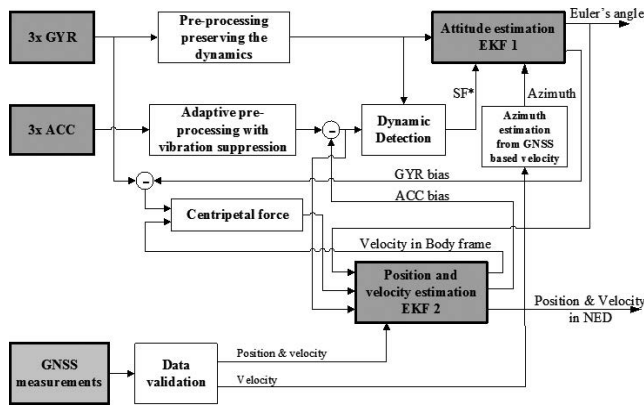 3x GYR
Pre-processing
preserving the
dynamics
Attitude estimation
EKF 1
Euler's angle
3x ACC
Adaptive pre-
processing with
vibration suppression
-
Dynamic
Detection
SF*
Azimuth
Azimuth
estimation
from GNSS
based velocity
GYR bias
ACC bias
-
Centripetal force
Velocity in Body frame
Position and
velocity estimation
EKF 2
Position & Velocity
in NED
GNSS
measurements
Data
validation
Position & velocity
Velocity